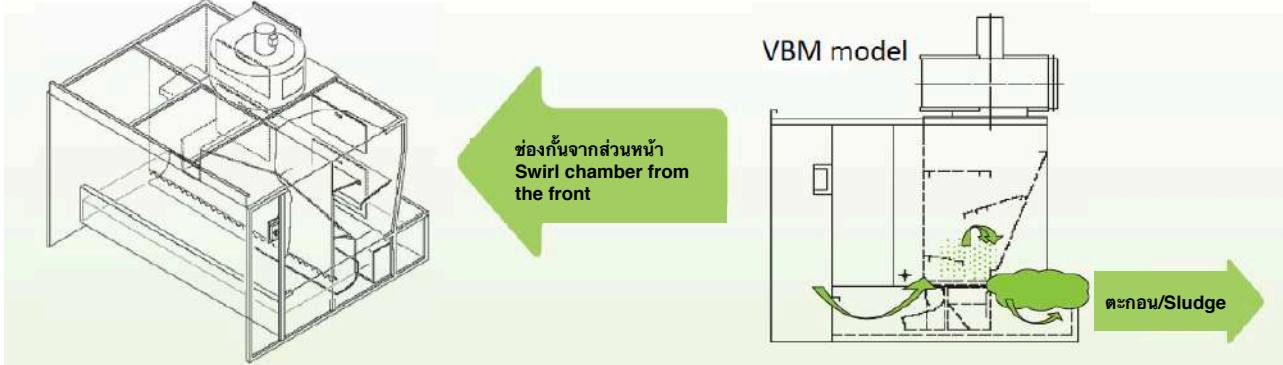 VBM model
ช่องกั้นจากส่วนหน้า
Swirl chamber from
the front
ตะกอน/Sludge